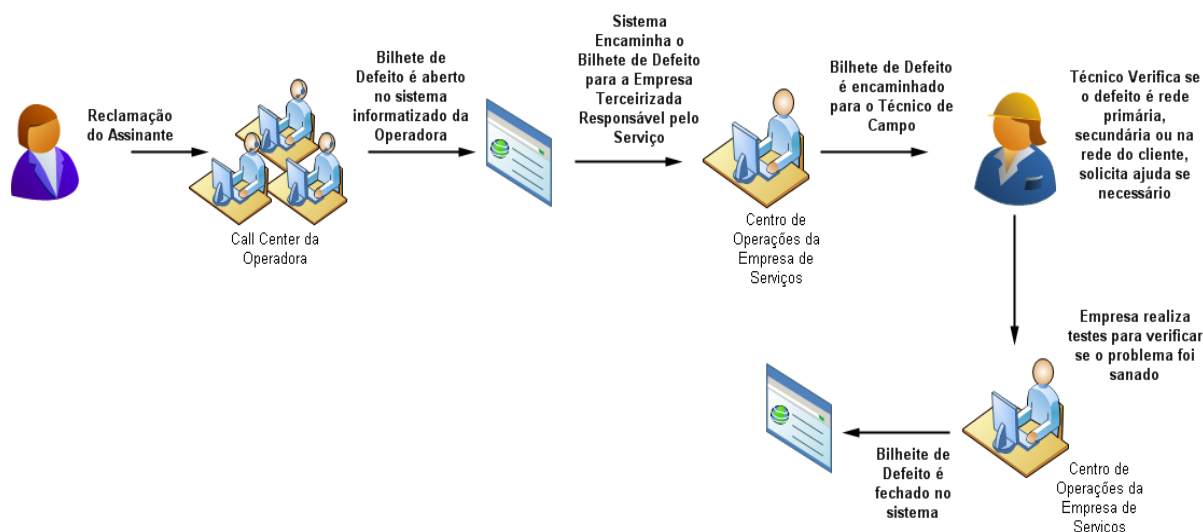 Reclamação
do Assinante
Call Center da
Operadora
Bilhete de
Defeito é aberto
no sistema
informatizado da
Operadora
Sistema
Encaminha o
Bilhete de Defeito
para a Empresa
Terceirizada
Responsável pelo
Serviço
Centro de
Operações da
Empresa de
Serviços
Bilhete de Defeito
é encaminhado
para o Técnico de
Campo
Técnico Verifica se
o defeito é rede
primária,
secundária ou na
rede do cliente,
solicita ajuda se
necessário
Empresa realiza
testes para verificar
se o problema foi
sanado
Centro de
Operações da
Empresa de
Serviços
Bilheite de
Defeito é
fechado no
sistema